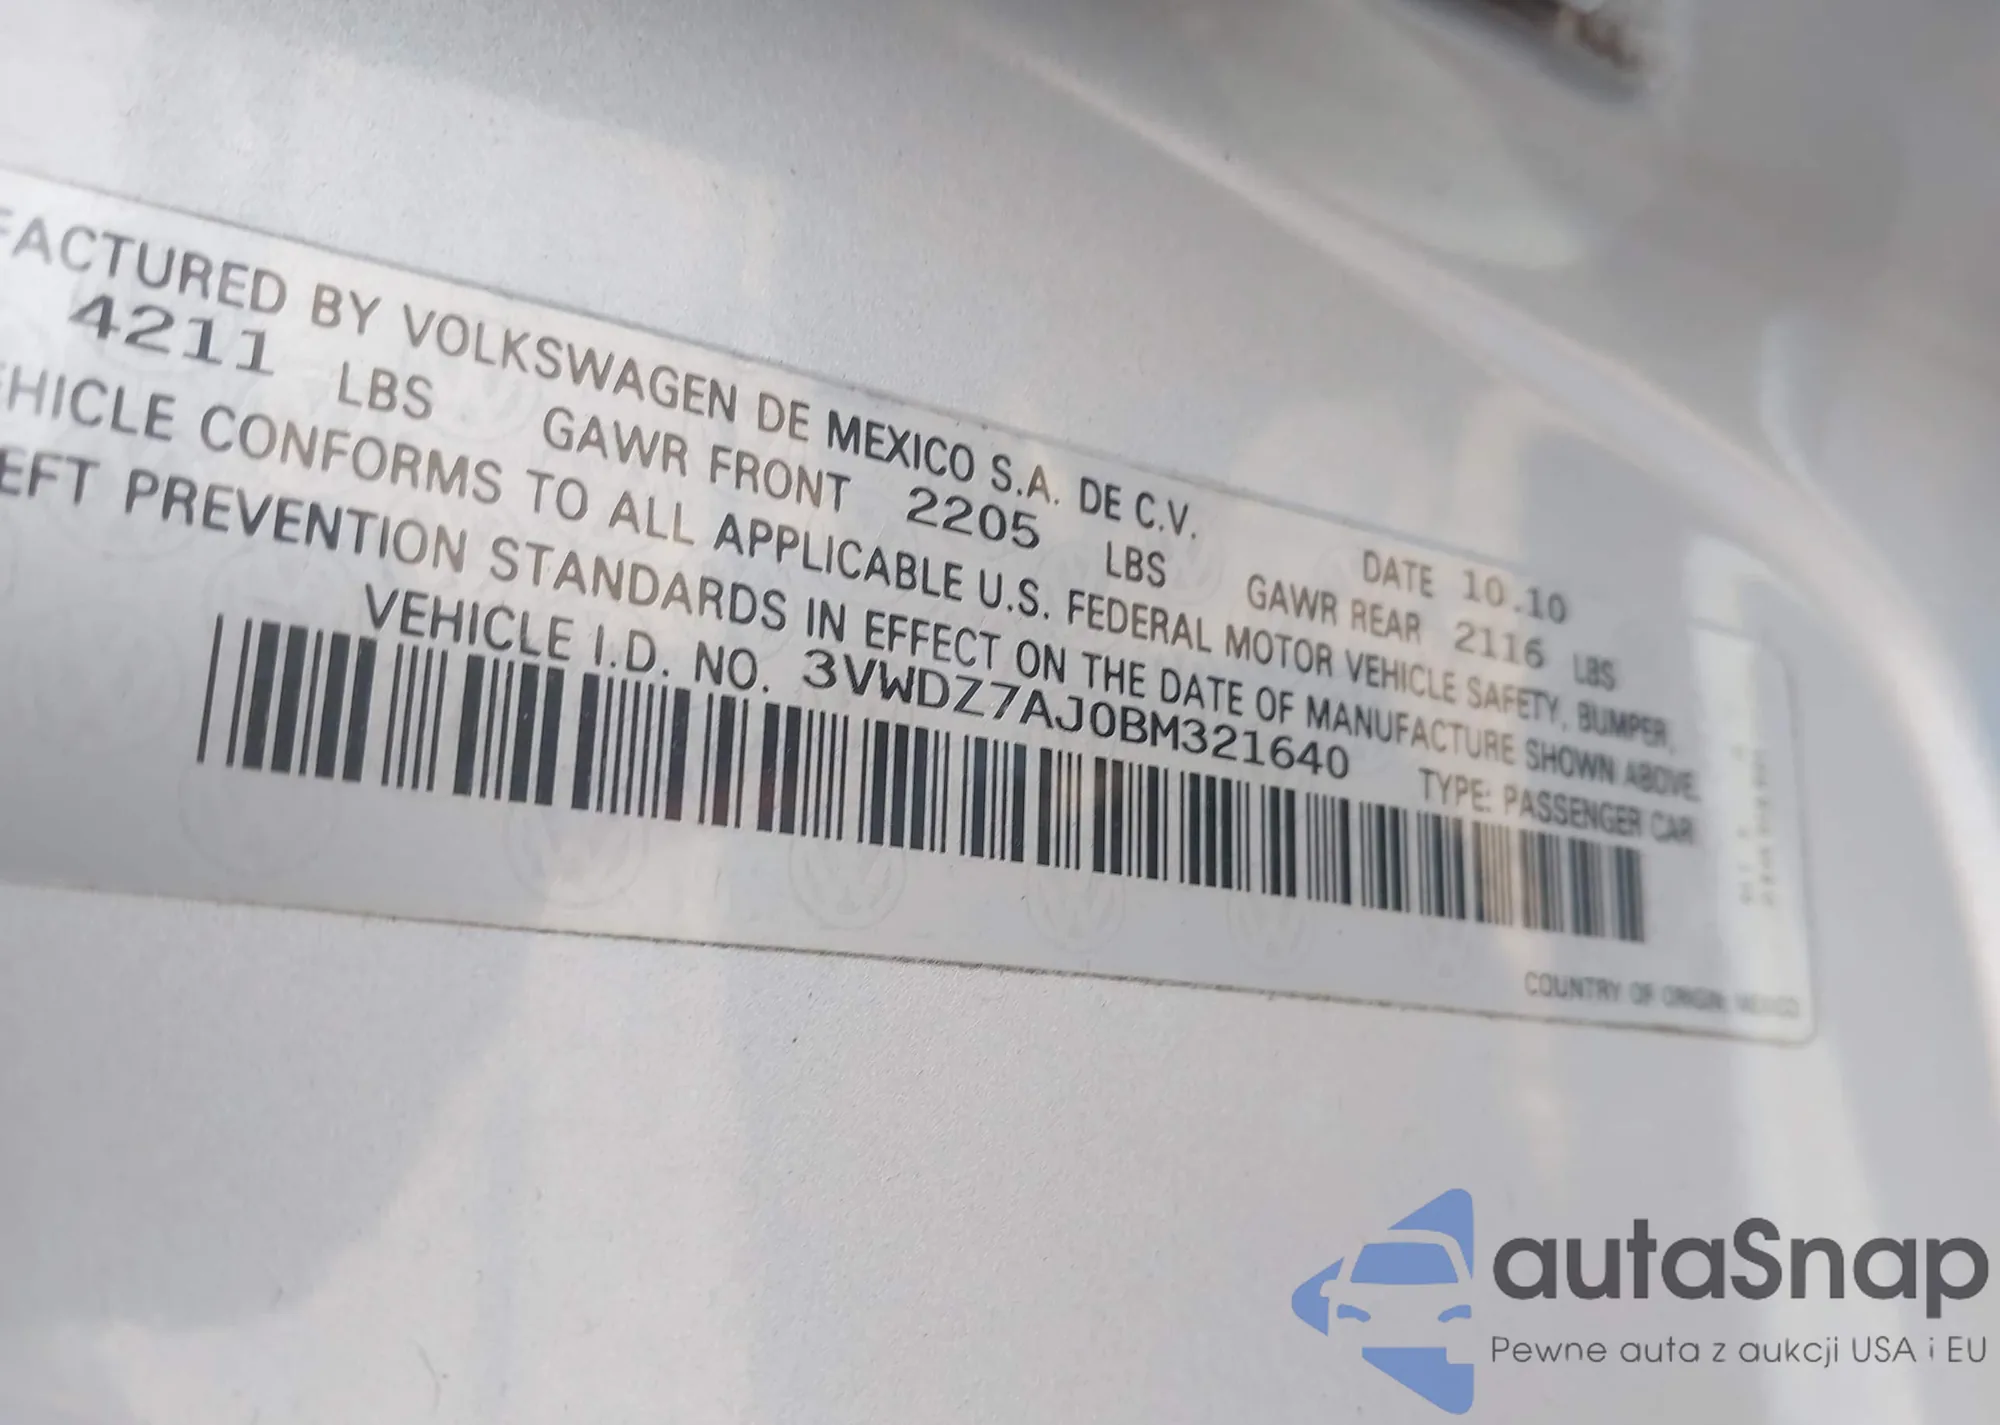 FACTURED BY VOLKSWAGEN DE MEXICO S.A. DE C.V. DATE 10.10
4211 LBS GAWR FRONT 2205 LBS GAWR REAR 2116 LBS
EHICLE CONFORMS TO ALL APPLICABLE U.S. FEDERAL MOTOR VEHICLE SAFETY, BUMPER,
EFT PREVENTION STANDARDS IN EFFECT ON THE DATE OF MANUFACTURE SHOWN ABOVE.
VEHICLE I.D. NO. 3VWDZ7AJ0BM321640 TYPE: PASSENGER CAR
COUNTRY OF ORIGIN: MEXICO
autaSnap
Pewne auta z aukcji USA i EU